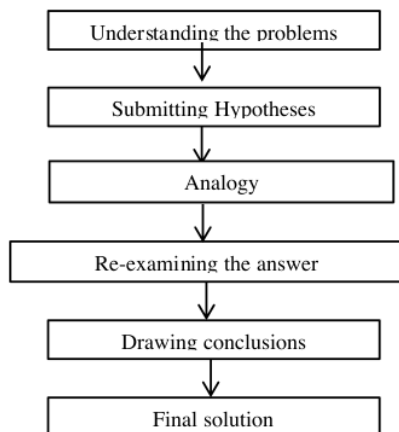 Understanding the problems
Submitting Hypotheses
Analogy
Re-examining the answer
Drawing conclusions
Final solution